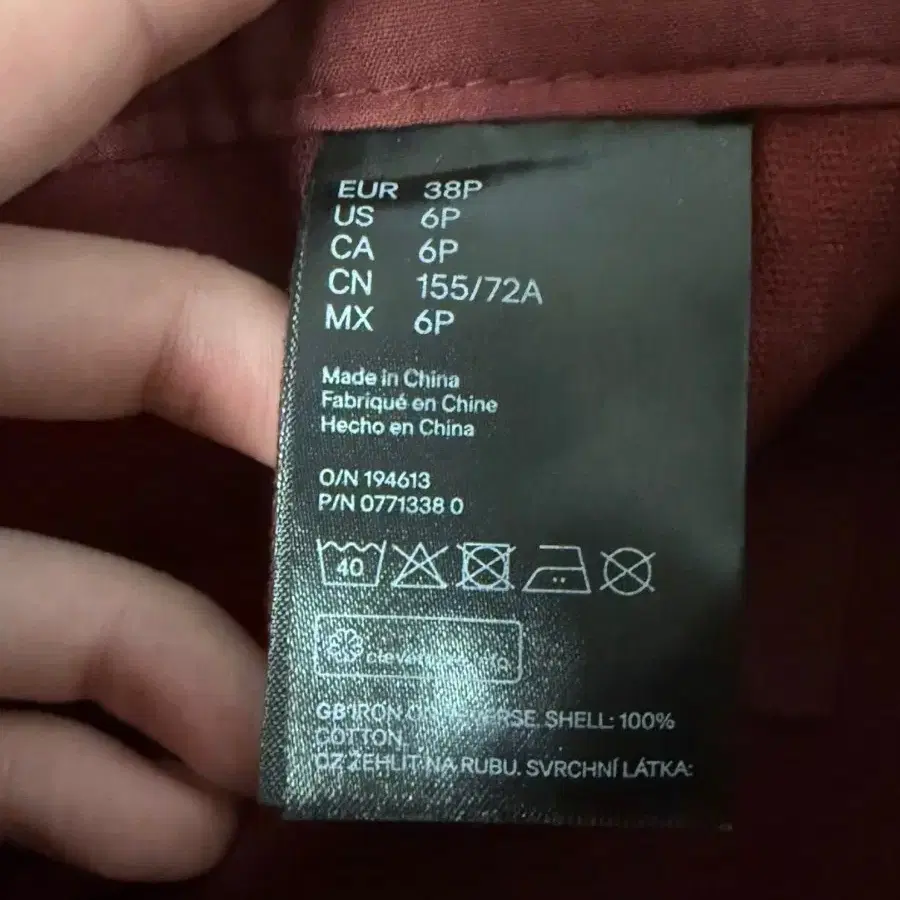 EUR 38P
US 6P
CA 6P
CN 155/72A
MX 6P
Made in China
Fabriqué en Chine
Hecho en China
O/N 194613
P/N 0771338 0
40
GB IRON ON REVERSE. SHELL: 100%
COTTON.
CZ ŽEHLIT NA RUBU. SVRCHNÍ LÁTKA: